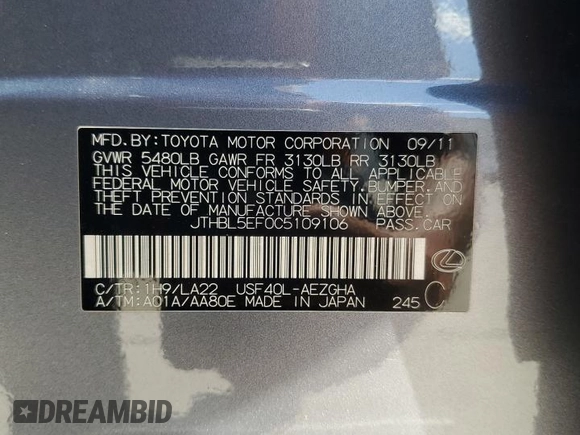 MFD.BY:TOYOTA MOTOR CORPORATION 09/11
GVWR 5480LB GAWR FR 3130LB RR 3130LB
THIS VEHICLE CONFORMS TO ALL APPLICABLE
FEDERAL MOTOR VEHICLE SAFETY, BUMPER, AND
THEFT PREVENTION STANDARDS IN EFFECT ON
THE DATE OF MANUFACTURE SHOWN ABOVE.
JTHBL5EF0C5109106 PASS.CAR
C/TR:1H9/LA22 USF40L-AEZGHA
A/TM:A01A/AA80E MADE IN JAPAN 245 C
DREAMBID